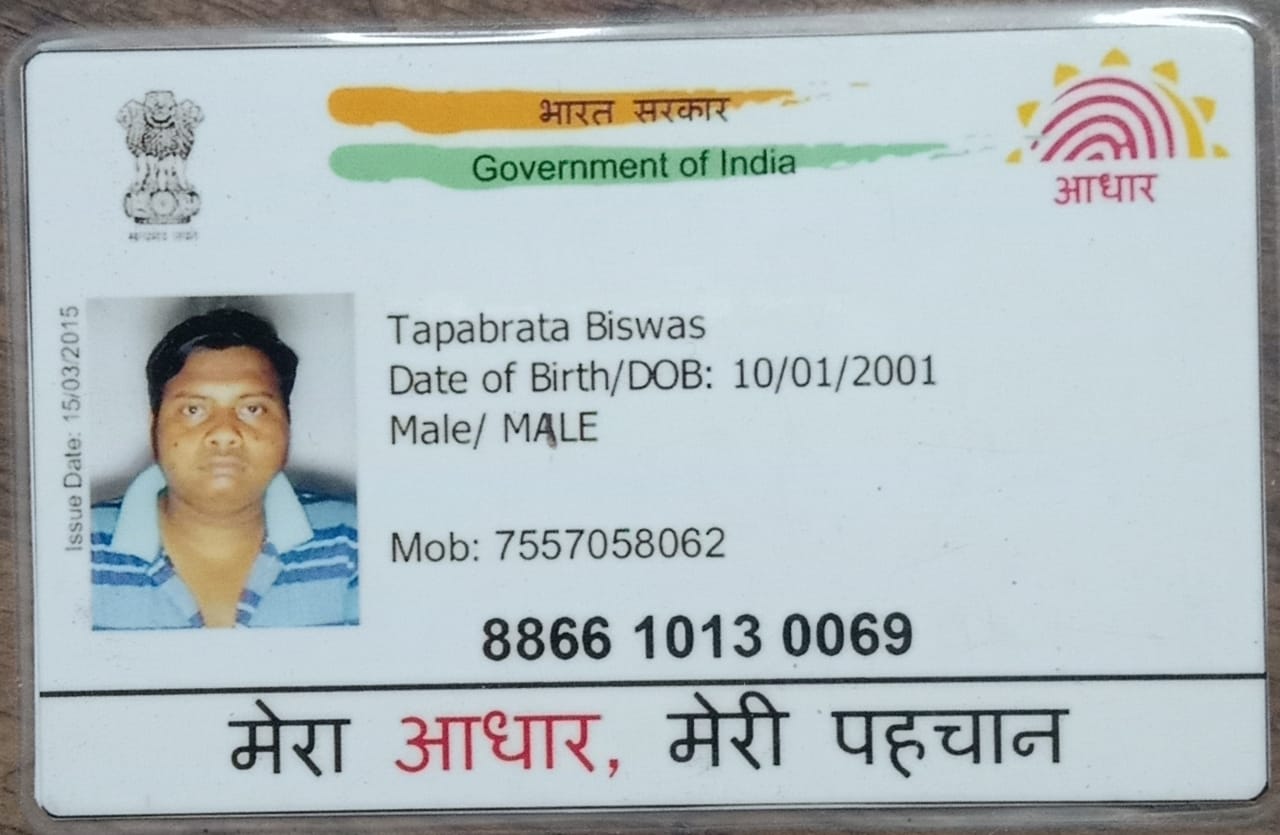 भारत सरकार
Government of India
आधार
Issue Date: 15/03/2015
Tapabrata Biswas
Date of Birth/DOB: 10/01/2001
Male/ MALE
Mob: 7557058062
8866 1013 0069
मेरा आधार, मेरी पहचान